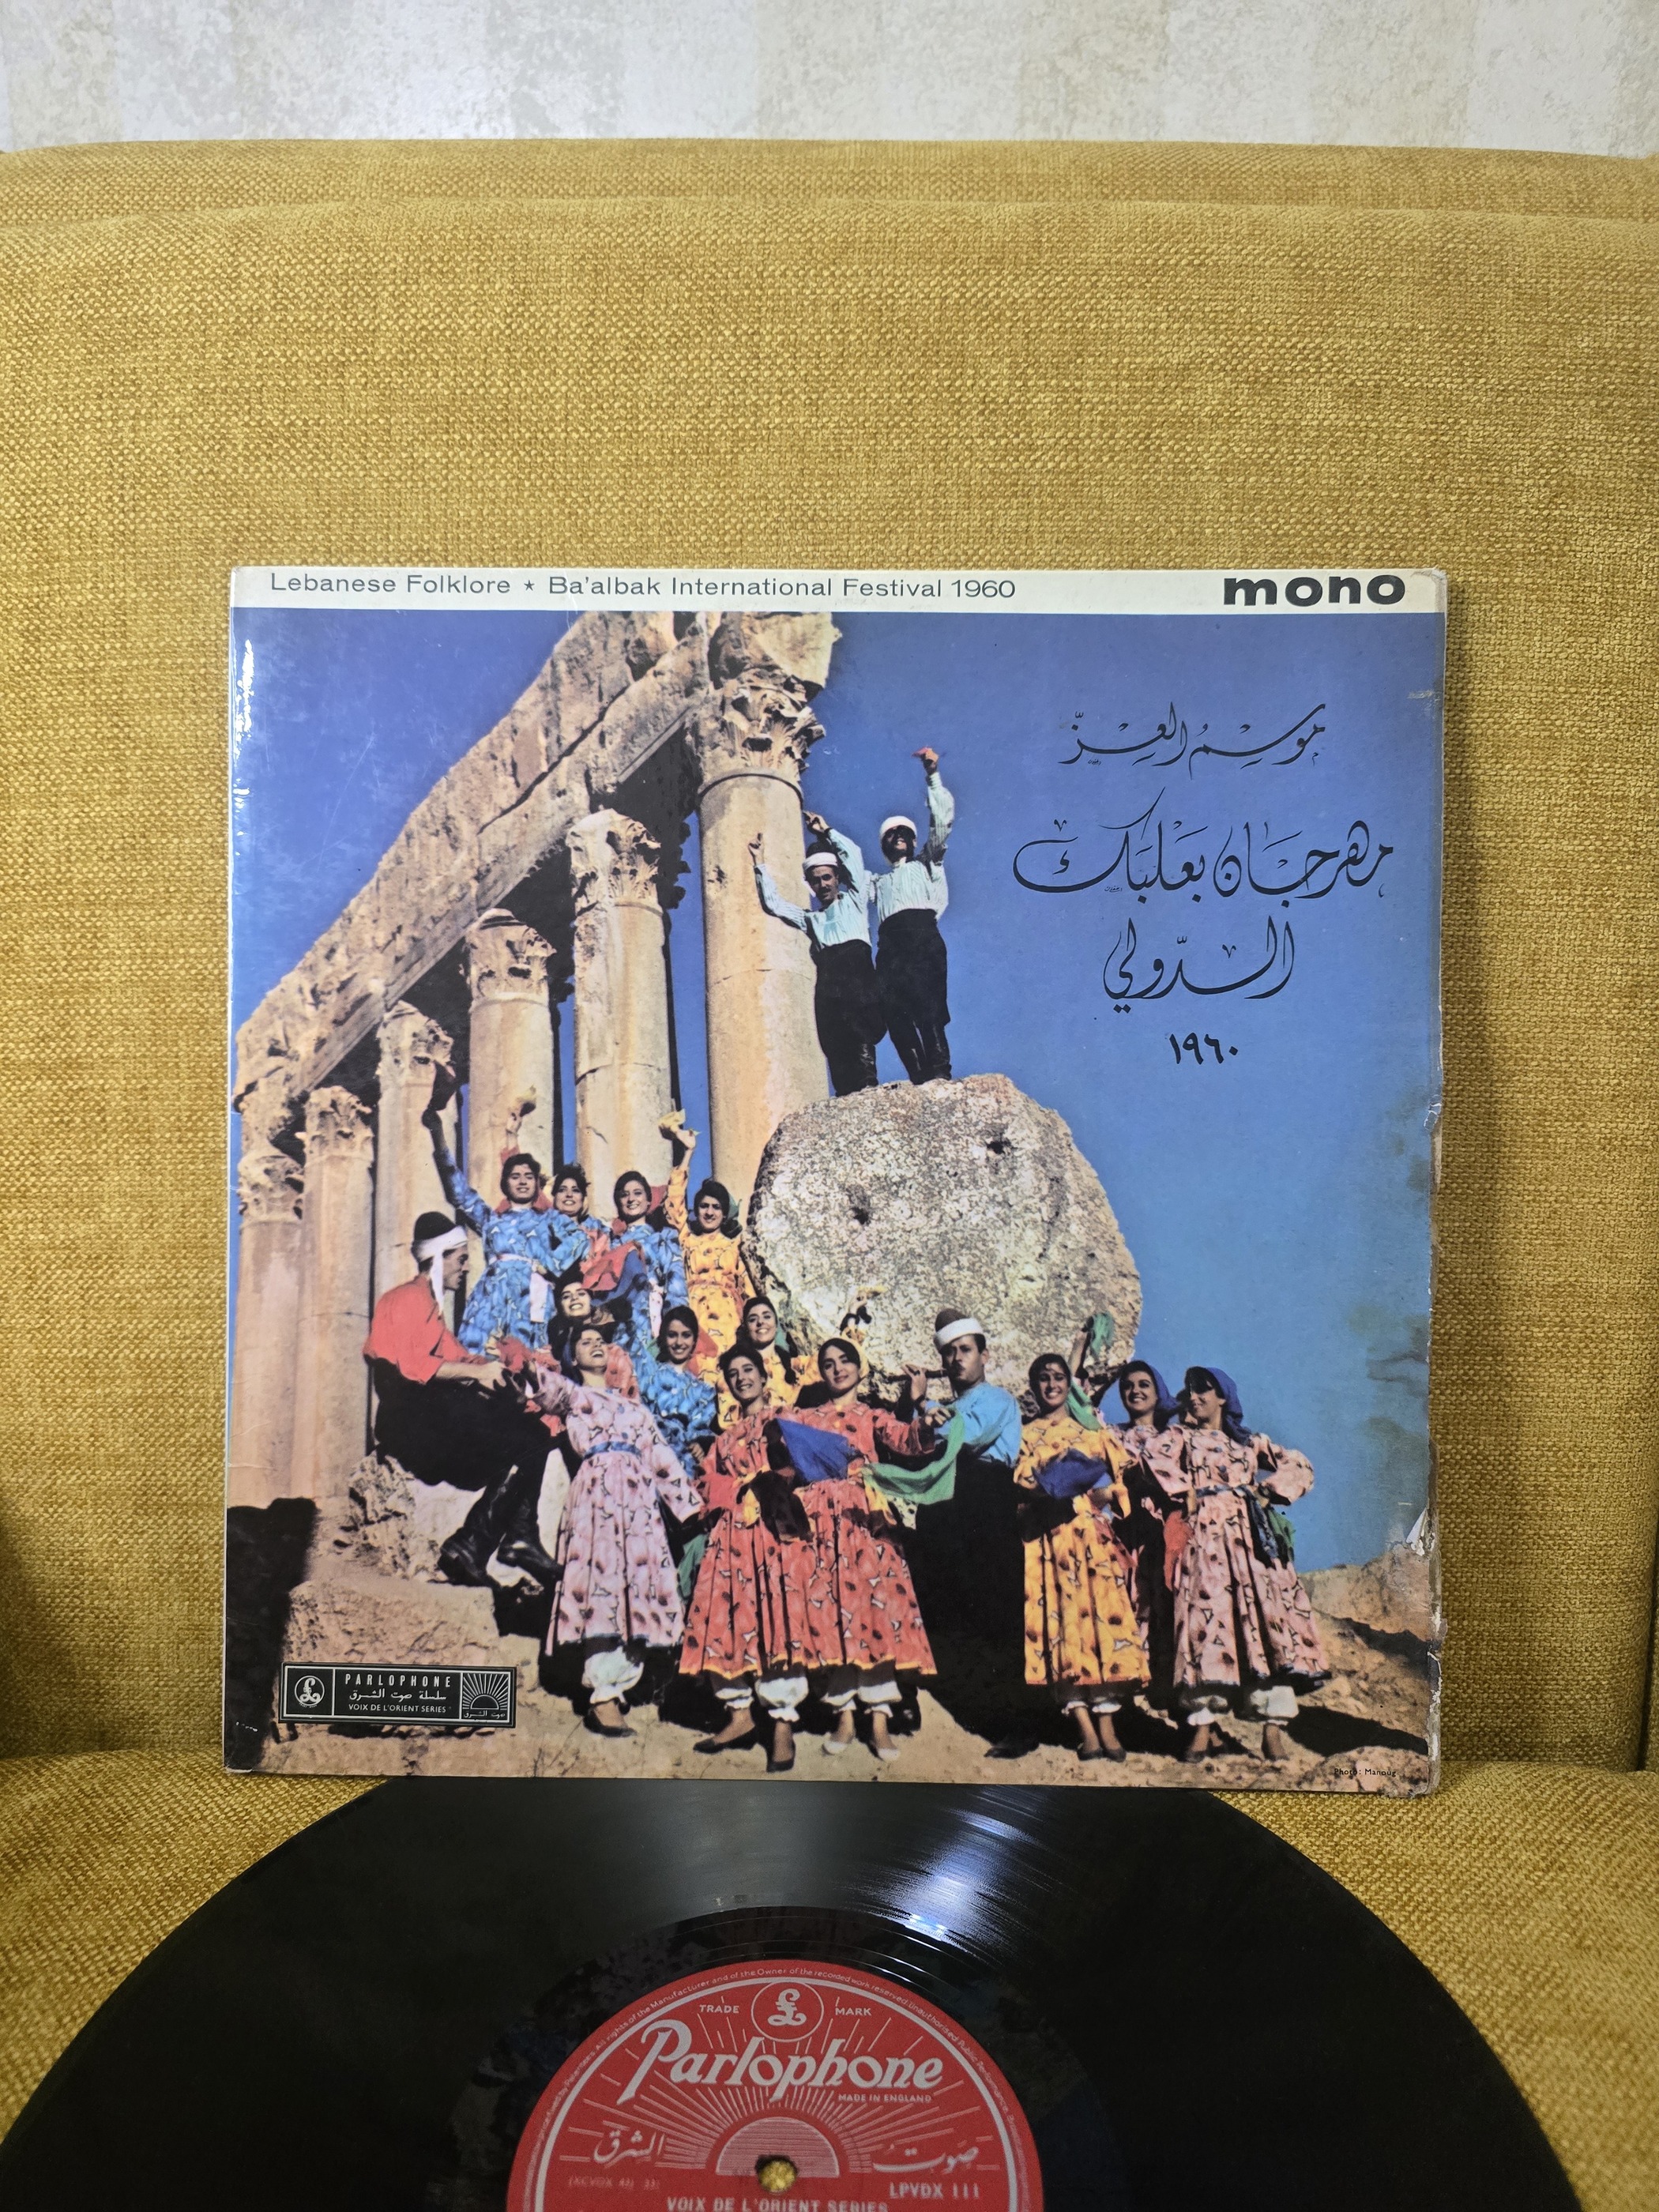 Lebanese Folklore ★ Ba'albak International Festival 1960
mono
موسم العز
مهرجان بعلبك
الدولي
١٩٦٠
PARLOPHONE
سلسلة صوت الشرق
VOIX DE L'ORIENT SERIES
صوت الشرق
Photo: Manoug
TRADE MARK
Parlophone
MADE IN ENGLAND
صوت الشرق
LPVDX 111
VOIX DE L'ORIENT SERIES